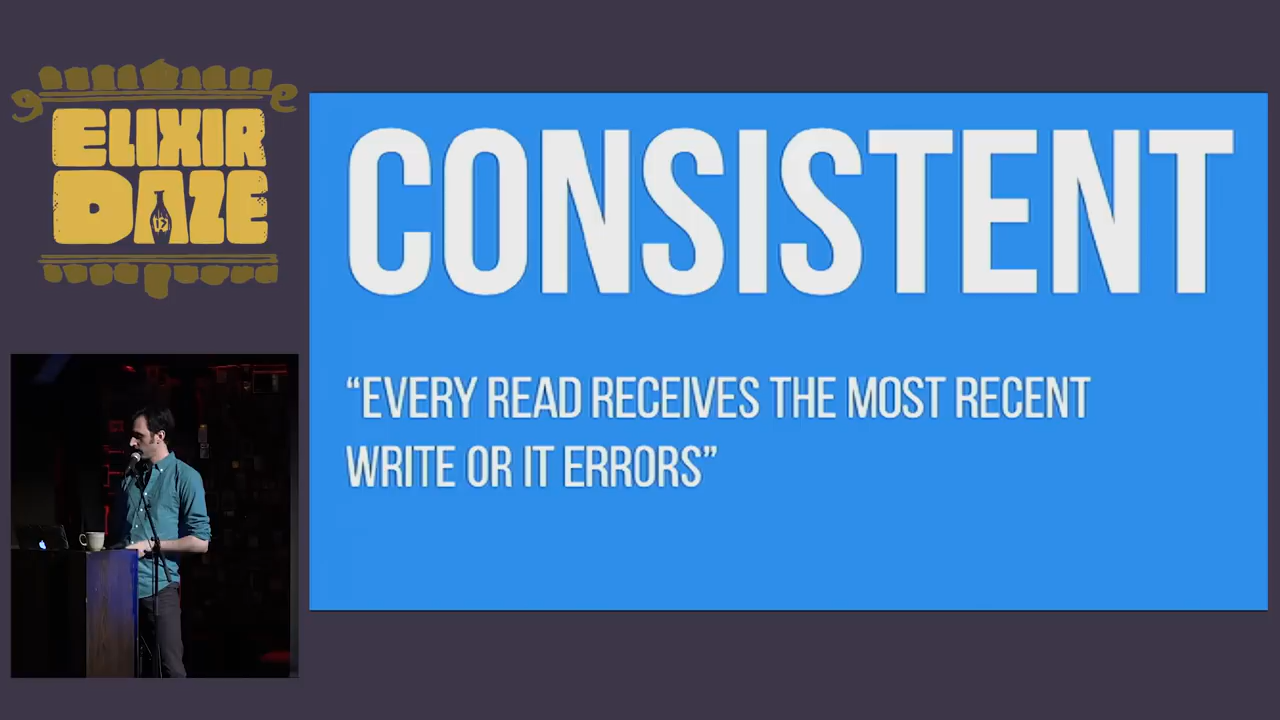 ELIXIR
DAZE
CONSISTENT
“EVERY READ RECEIVES THE MOST RECENT
WRITE OR IT ERRORS”